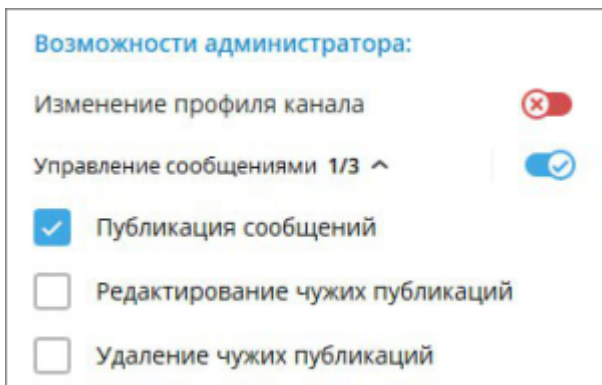 Возможности администратора:
Изменение профиля канала
Управление сообщениями 1/3
Публикация сообщений
Редактирование чужих публикаций
Удаление чужих публикаций